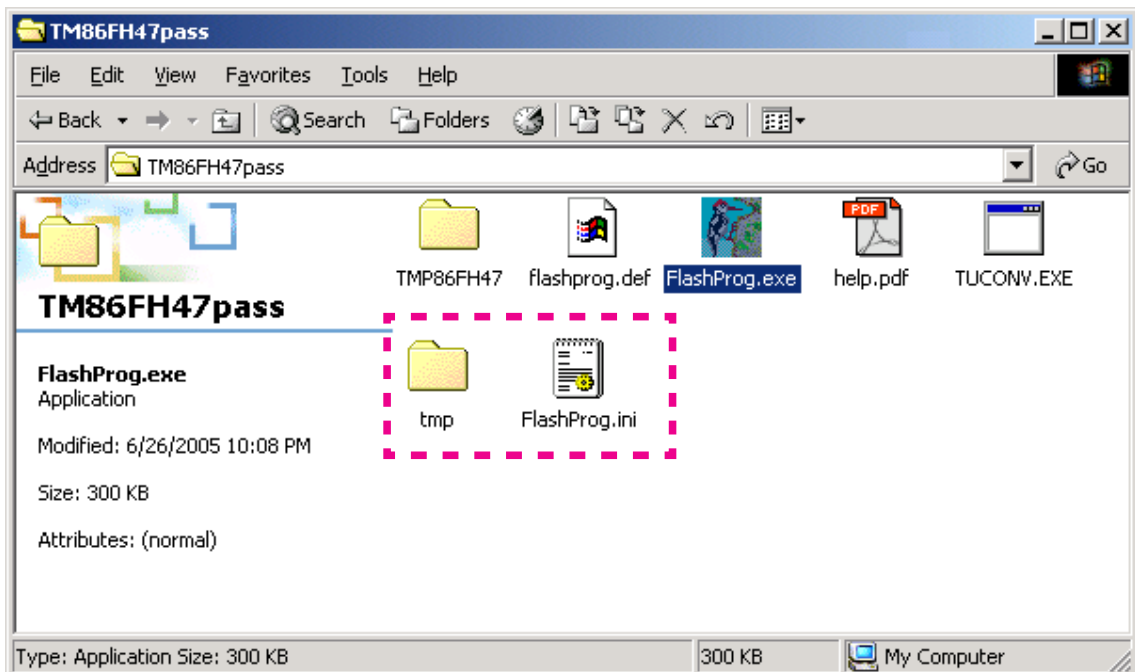 TM86FH47pass
File Edit View Favorites Tools Help
Back Search Folders
Address TM86FH47pass Go
TMP86FH47 flashprog.def FlashProg.exe PDF help.pdf TUCONV.EXE
TM86FH47pass
tmp FlashProg.ini
FlashProg.exe
Application
Modified: 6/26/2005 10:08 PM
Size: 300 KB
Attributes: (normal)
Type: Application Size: 300 KB 300 KB My Computer